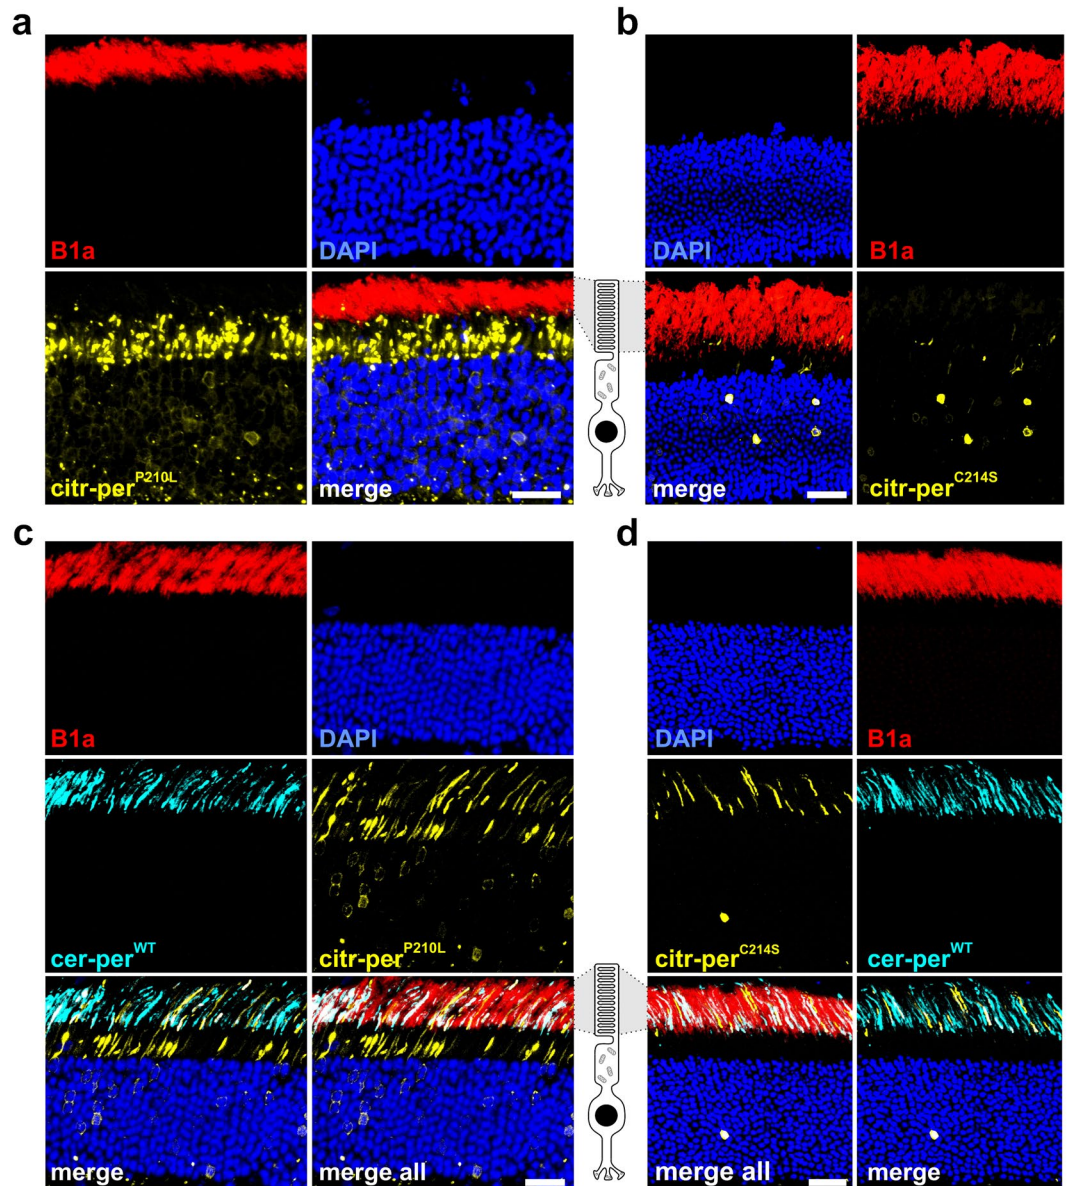 a
b
B1a
DAPI
DAPI
B1a
citr-perP210L
merge
merge
citr-perC214S
c
d
B1a
DAPI
DAPI
B1a
cer-perWT
citr-perP210L
citr-perC214S
cer-perWT
merge
merge all
merge all
merge